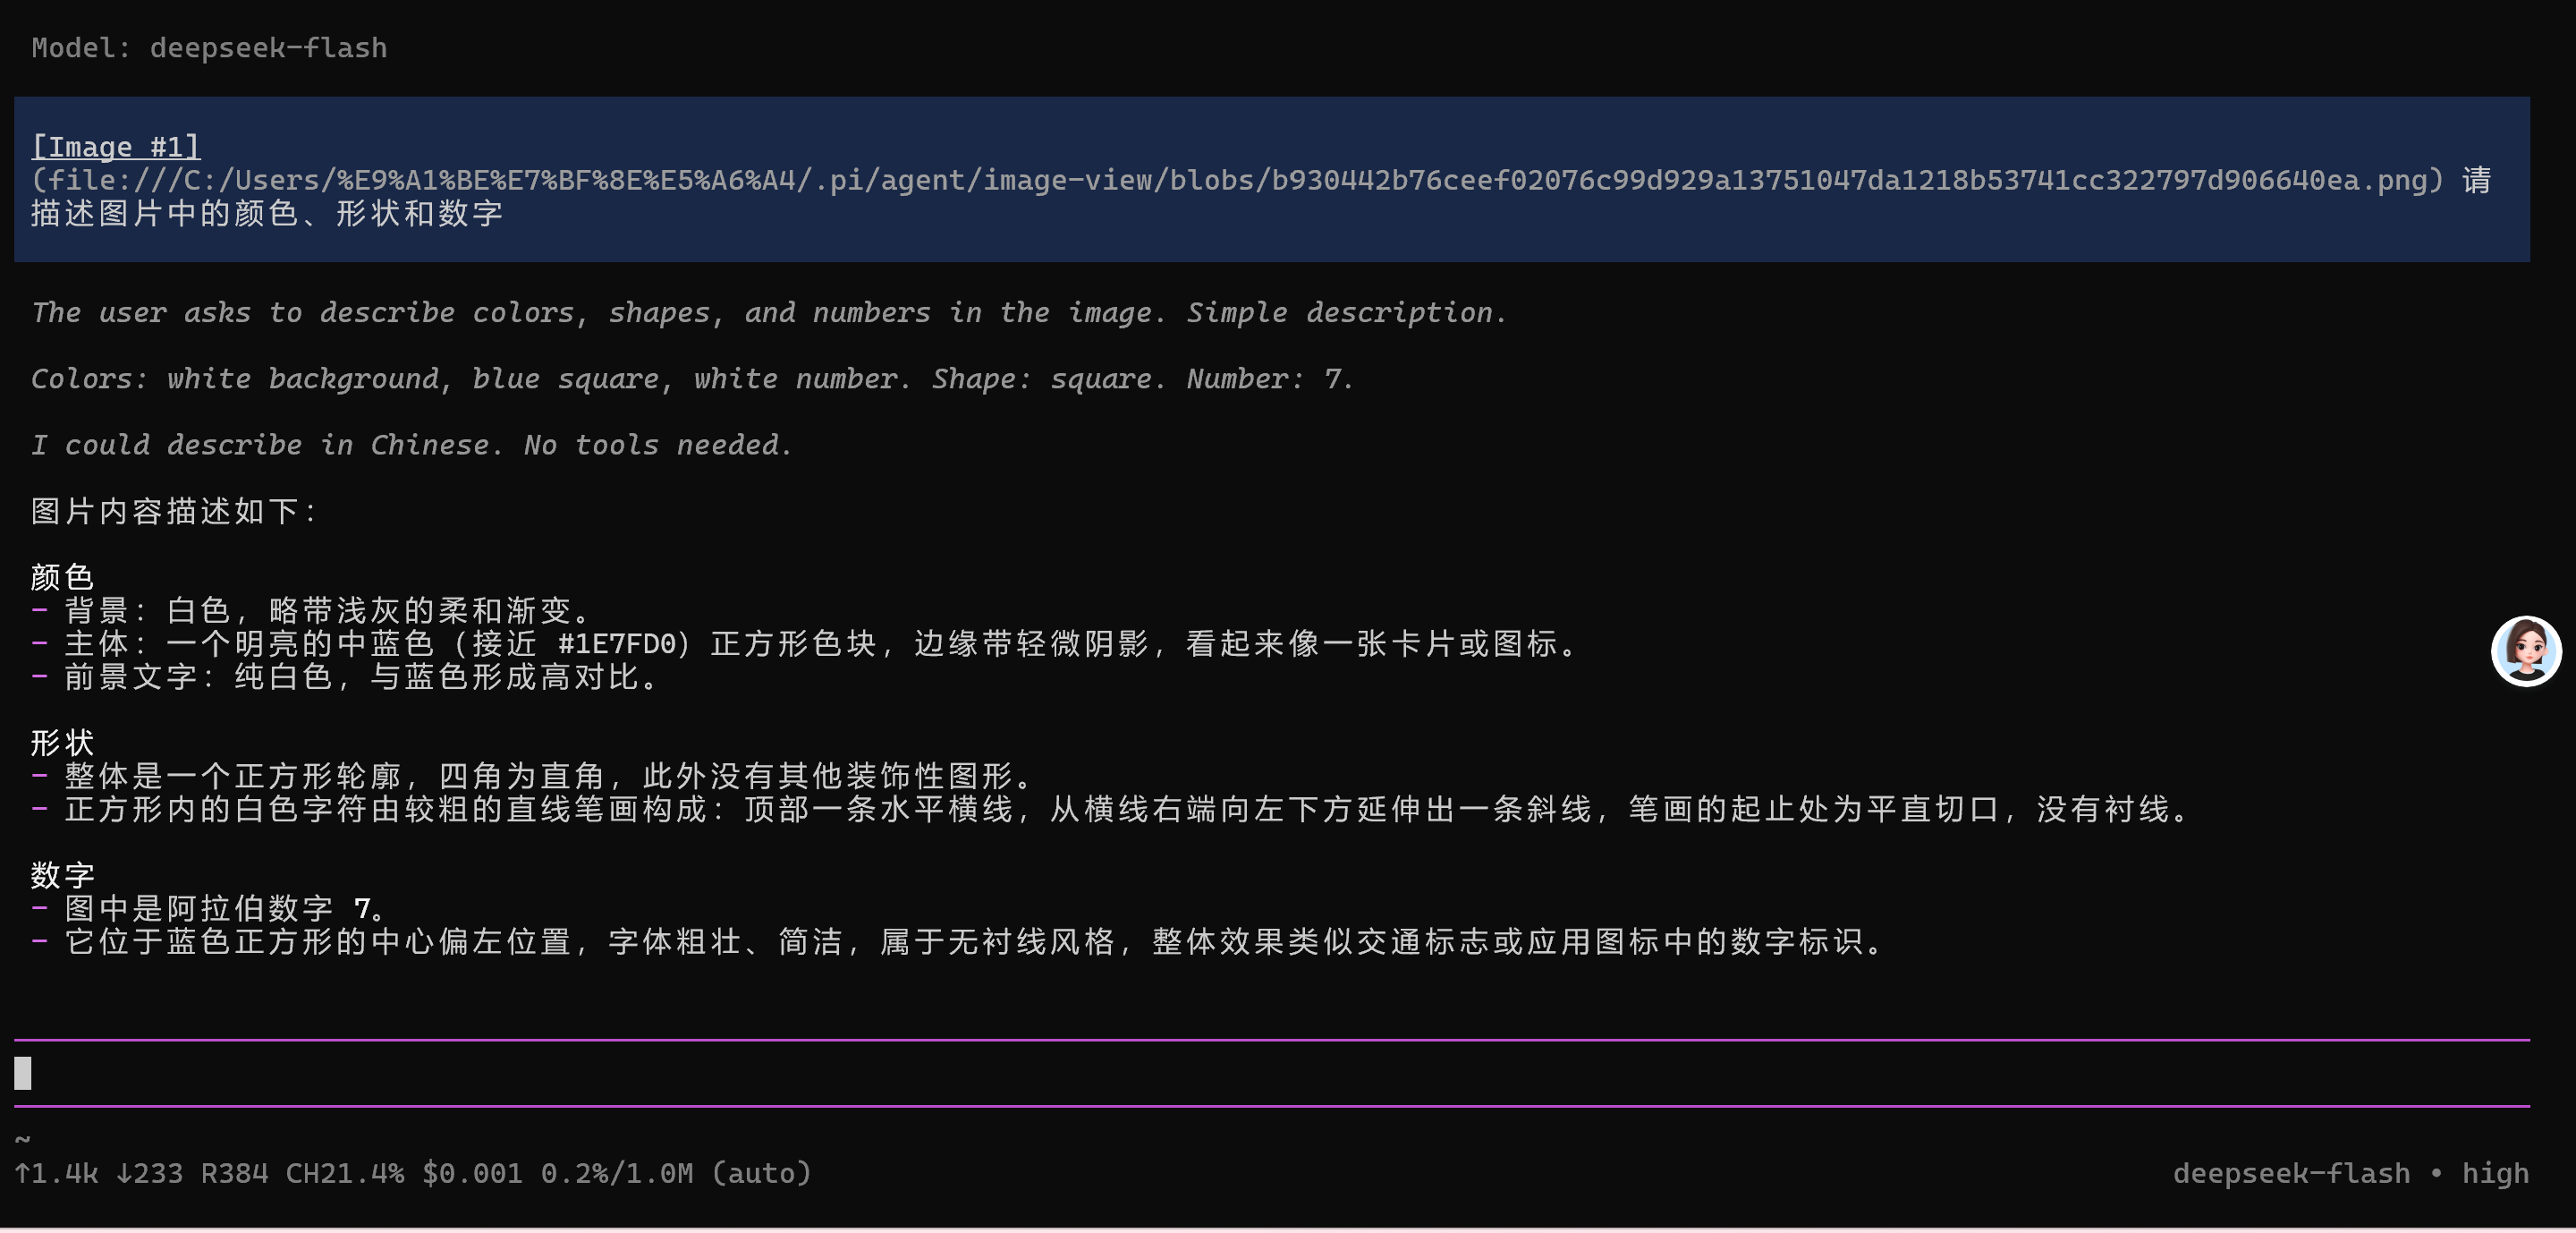 Model: deepseek-flash
[Image #1]
(file:///C:/Users/%E9%A1%BE%E7%BF%8E%E5%A6%A4/.pi/agent/image-view/blobs/b930442b76ceef02076c99d929a13751047da1218b53741cc322797d906640ea.png) 请
描述图片中的颜色、形状和数字
The user asks to describe colors, shapes, and numbers in the image. Simple description.
Colors: white background, blue square, white number. Shape: square. Number: 7.
I could describe in Chinese. No tools needed.
图片内容描述如下：
颜色
- 背景：白色，略带浅灰的柔和渐变。
- 主体：一个明亮的中蓝色（接近 #1E7FD0）正方形色块，边缘带轻微阴影，看起来像一张卡片或图标。
- 前景文字：纯白色，与蓝色形成高对比。
形状
- 整体是一个正方形轮廓，四角为直角，此外没有其他装饰性图形。
- 正方形内的白色字符由较粗的直线笔画构成：顶部一条水平横线，从横线右端向左下方延伸出一条斜线，笔画的起止处为平直切口，没有衬线。
数字
- 图中是阿拉伯数字 7。
- 它位于蓝色正方形的中心偏左位置，字体粗壮、简洁，属于无衬线风格，整体效果类似交通标志或应用图标中的数字标识。
~
↑1.4k ↓233 R384 CH21.4% $0.001 0.2%/1.0M (auto)
deepseek-flash • high